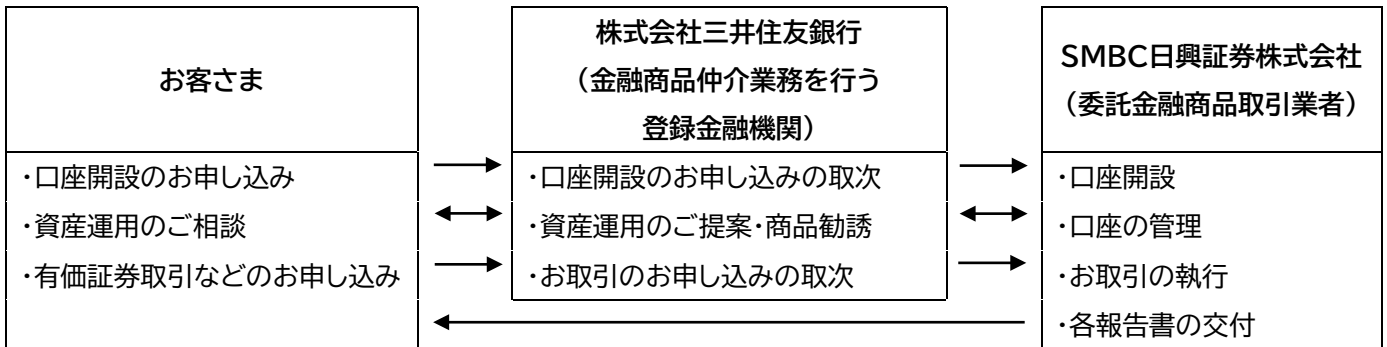 お客さま
株式会社三井住友銀行
（金融商品仲介業務を行う
登録金融機関）
SMBC日興証券株式会社
（委託金融商品取引業者）
・口座開設のお申し込み
・口座開設のお申し込みの取次
・口座開設
・資産運用のご相談
・資産運用のご提案・商品勧誘
・口座の管理
・有価証券取引などのお申し込み
・お取引のお申し込みの取次
・お取引の執行
・各報告書の交付